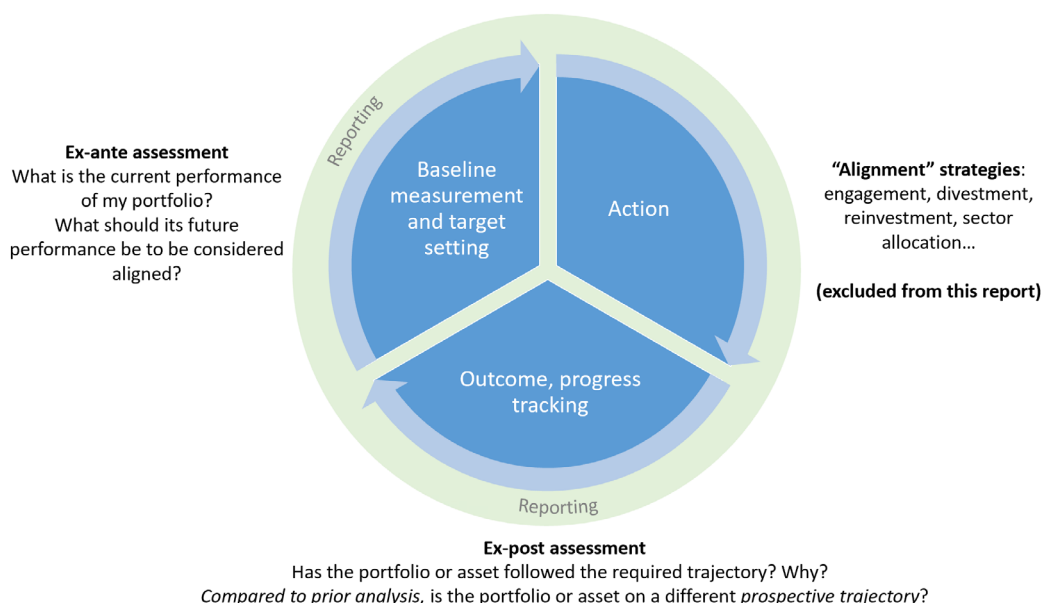 Reporting
Ex-ante assessment
What is the current performance
of my portfolio?
What should its future
performance be to be considered
aligned?
Baseline
measurement
and target
setting
Action
“Alignment” strategies:
engagement, divestment,
reinvestment, sector
allocation…
(excluded from this report)
Outcome, progress
tracking
Reporting
Ex-post assessment
Has the portfolio or asset followed the required trajectory? Why?
Compared to prior analysis, is the portfolio or asset on a different prospective trajectory?